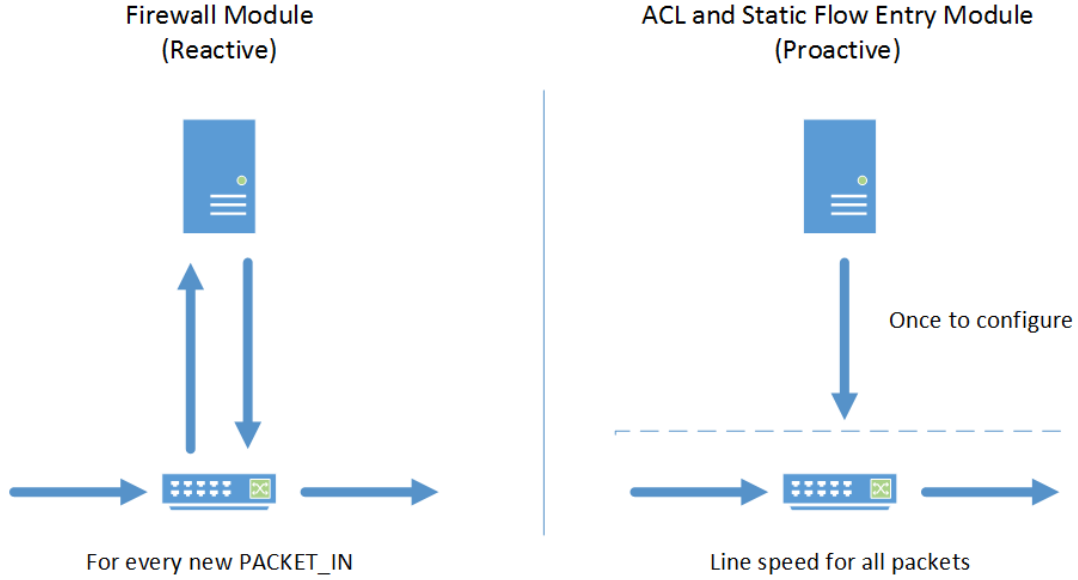 Firewall Module
(Reactive)
ACL and Static Flow Entry Module
(Proactive)
Once to configure
For every new PACKET_IN
Line speed for all packets